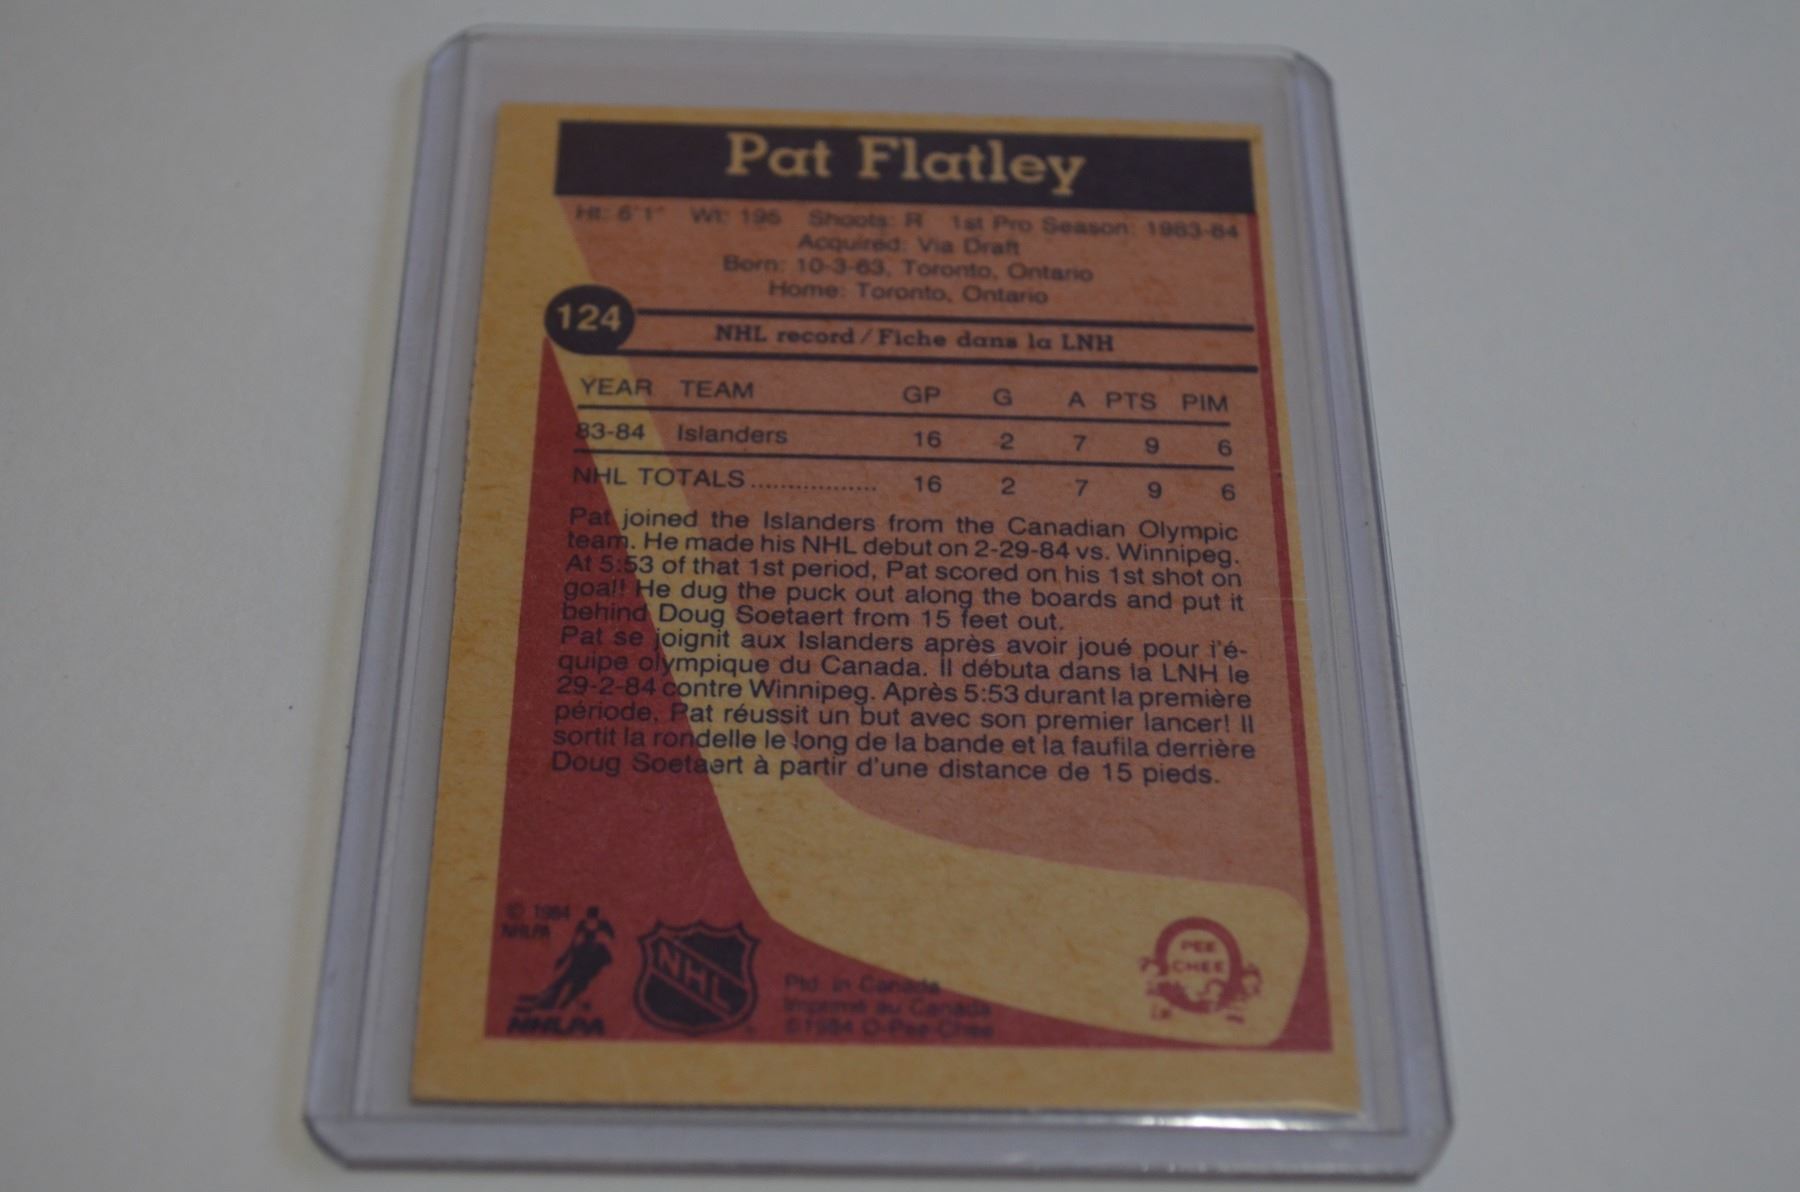 Pat Flatley
Ht: 6'1" Wt: 195 Shoots: R 1st Pro Season: 1983-84
Acquired: Via Draft
Born: 10-3-63, Toronto, Ontario
Home: Toronto, Ontario
124
NHL record/Fiche dans la LNH
YEAR TEAM GP G A PTS PIM
83-84 Islanders 16 2 7 9 6
NHL TOTALS ................. 16 2 7 9 6
Pat joined the Islanders from the Canadian Olympic
team. He made his NHL debut on 2-29-84 vs. Winnipeg.
At 5:53 of that 1st period, Pat scored on his 1st shot on
goal! He dug the puck out along the boards and put it
behind Doug Soetaert from 15 feet out.
Pat se joignit aux Islanders après avoir joué pour l'é-
quipe olympique du Canada. Il débuta dans la LNH le
29-2-84 contre Winnipeg. Après 5:53 durant la première
période, Pat réussit un but avec son premier lancer! Il
sortit la rondelle le long de la bande et la faufila derrière
Doug Soetaert à partir d'une distance de 15 pieds.
© 1984
NHLPA
NHLPA
NHL
Ptd. in Canada
Imprimé au Canada
©1984 O-Pee-Chee
PEE
CHEE